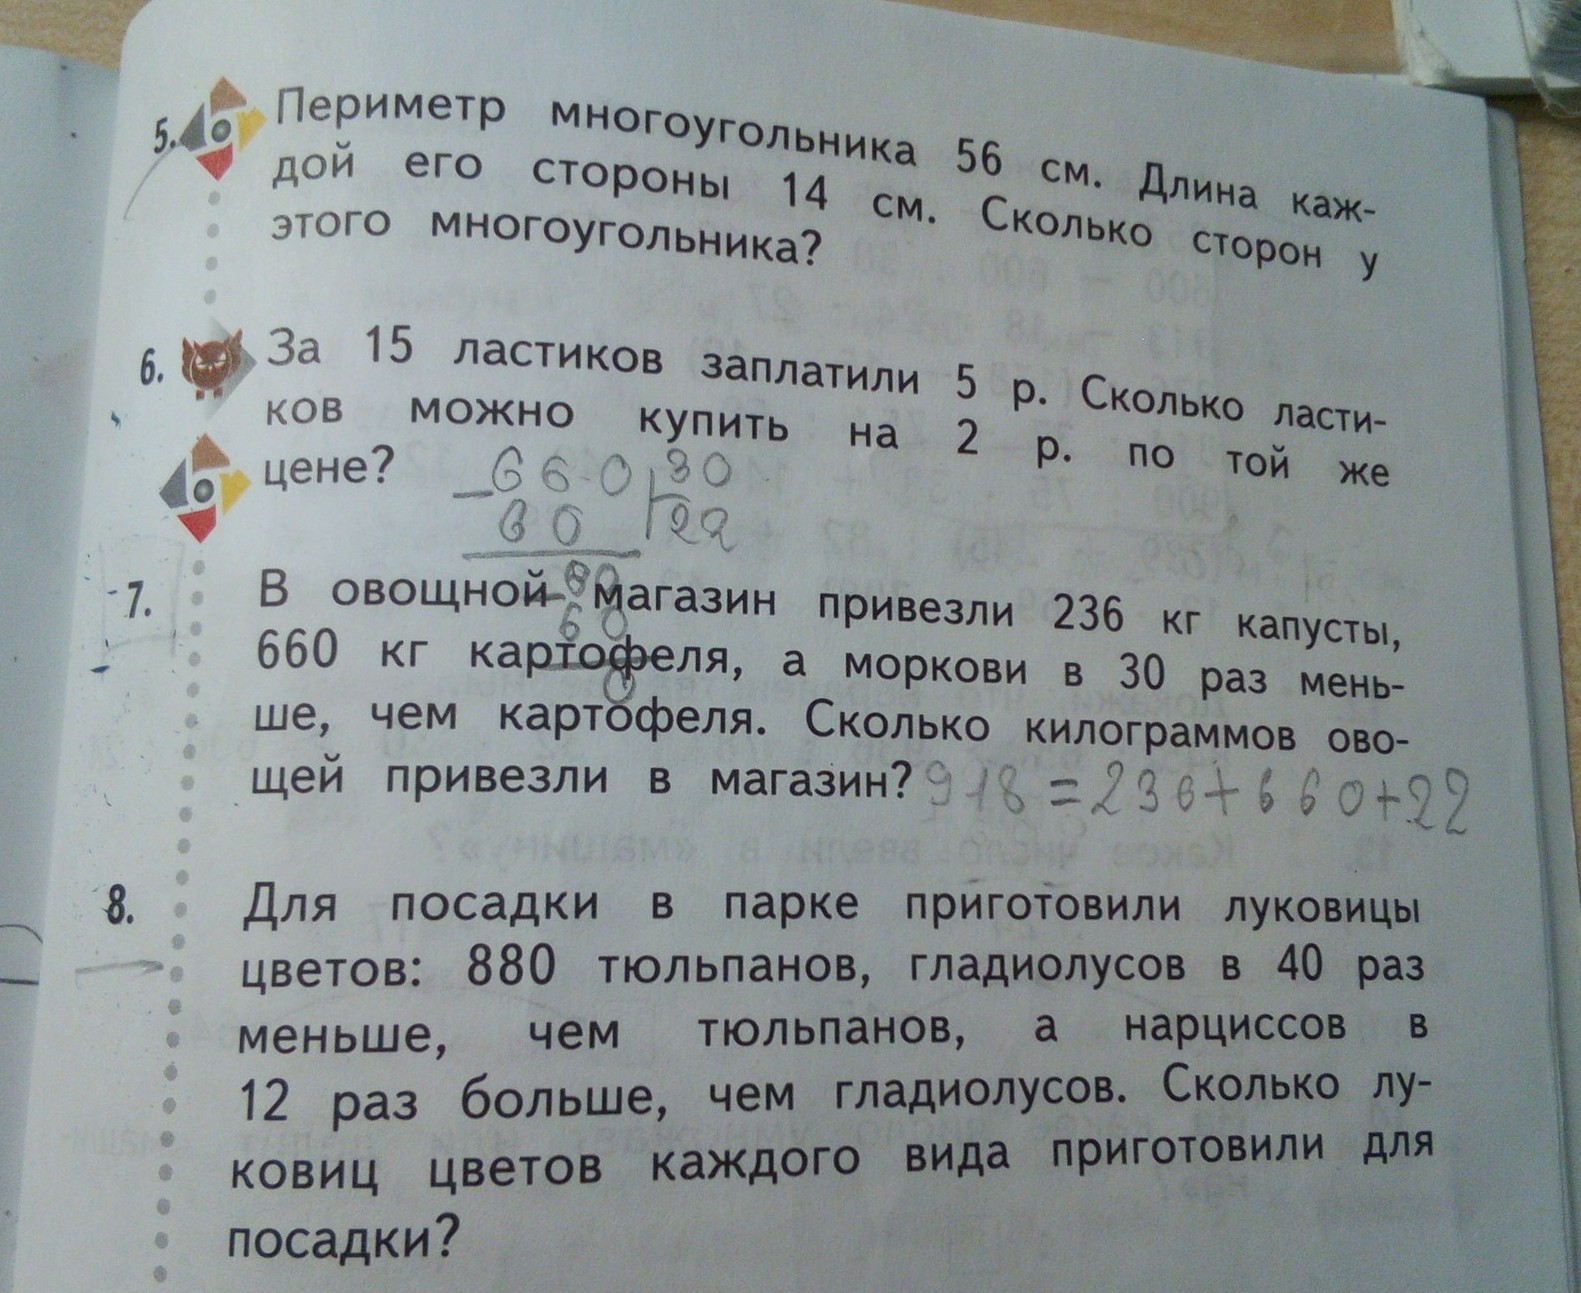 5. Периметр многоугольника 56 см. Длина каж-
дой его стороны 14 см. Сколько сторон у
этого многоугольника?
6. За 15 ластиков заплатили 5 р. Сколько ласти-
ков можно купить на 2 р. по той же
цене?
660 30
60 22
60
60
0
7. В овощной магазин привезли 236 кг капусты,
660 кг картофеля, а моркови в 30 раз мень-
ше, чем картофеля. Сколько килограммов ово-
щей привезли в магазин? 918 = 236+660+22
8. Для посадки в парке приготовили луковицы
цветов: 880 тюльпанов, гладиолусов в 40 раз
меньше, чем тюльпанов, а нарциссов в
12 раз больше, чем гладиолусов. Сколько лу-
ковиц цветов каждого вида приготовили для
посадки?